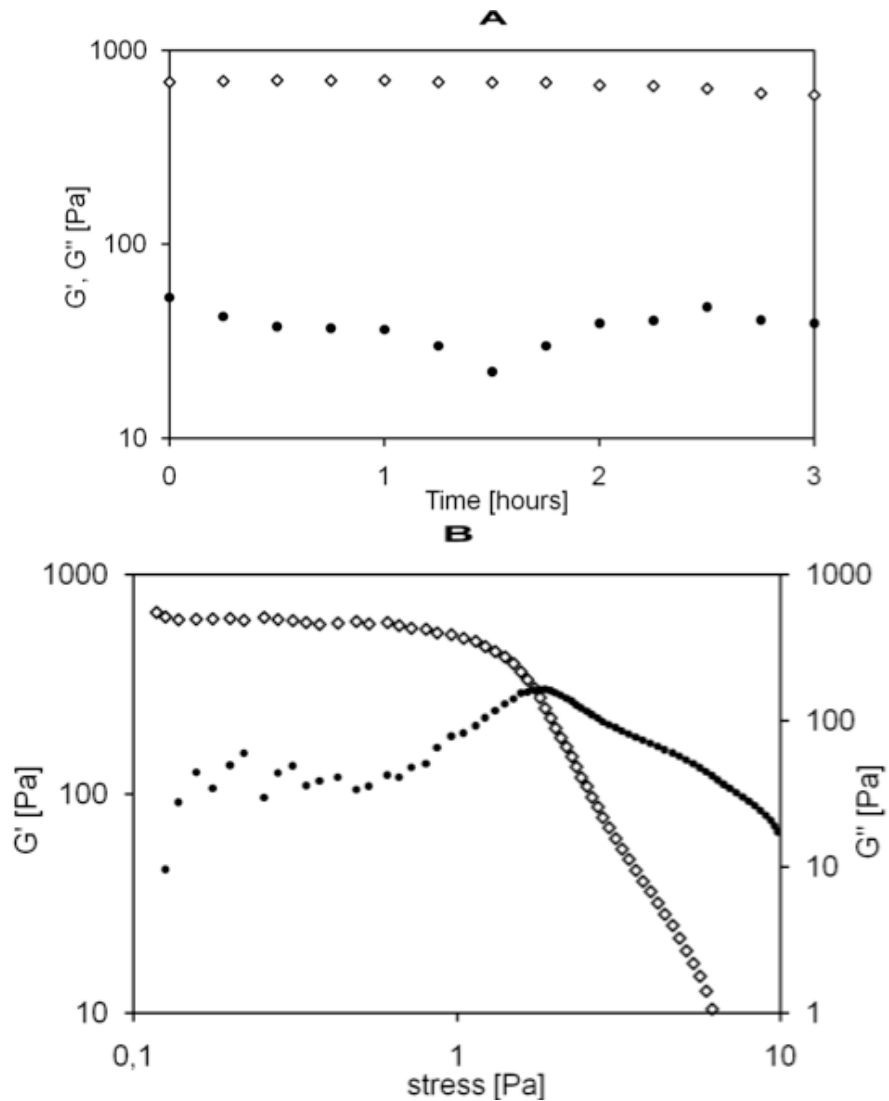 A
1000
100
10
G', G" [Pa]
0 1 2 3
Time [hours]
B
1000 1000
100
100
10
10 1
G' [Pa]
G" [Pa]
0,1 1 10
stress [Pa]